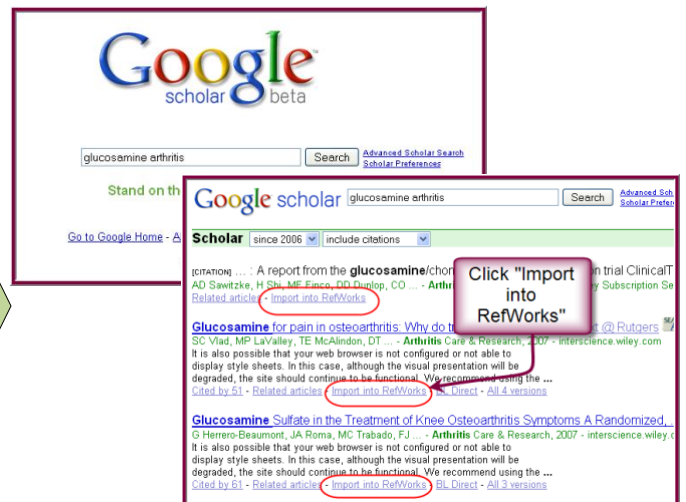 Google
scholar beta
glucosamine arthritis Search Advanced Scholar Search
Scholar Preferences
Stand on th
Go to Google Home - A
Google scholar glucosamine arthritis Search Advanced Sch
Scholar Prefere
Scholar since 2006 include citations
[CITATION] ... : A report from the glucosamine/chon n trial ClinicalT
AD Sawitzke, H Shi, MF Finco, DD Dunlop, CO ... - Arthri y Subscription Se
Related articles - Import into RefWorks
Click "Import
into
RefWorks"
Glucosamine for pain in osteoarthritis: Why do t @ Rutgers
SC Vlad, MP LaValley, TE McAlindon, DT ... - Arthritis Care & Research, 2007 - interscience.wiley.com
It is also possible that your web browser is not configured or not able to
display style sheets. In this case, although the visual presentation will be
degraded, the site should continue to be functional. We recommend using the ...
Cited by 51 - Related articles - Import into RefWorks - BL Direct - All 4 versions
Glucosamine Sulfate in the Treatment of Knee Osteoarthritis Symptoms A Randomized, .
G Herrero-Beaumont, JA Roma, MC Trabado, FJ ... - Arthritis Care & Research, 2007 - interscience.wiley.c
It is also possible that your web browser is not configured or not able to
display style sheets. In this case, although the visual presentation will be
degraded, the site should continue to be functional. We recommend using the ...
Cited by 61 - Related articles - Import into RefWorks - BL Direct - All 3 versions